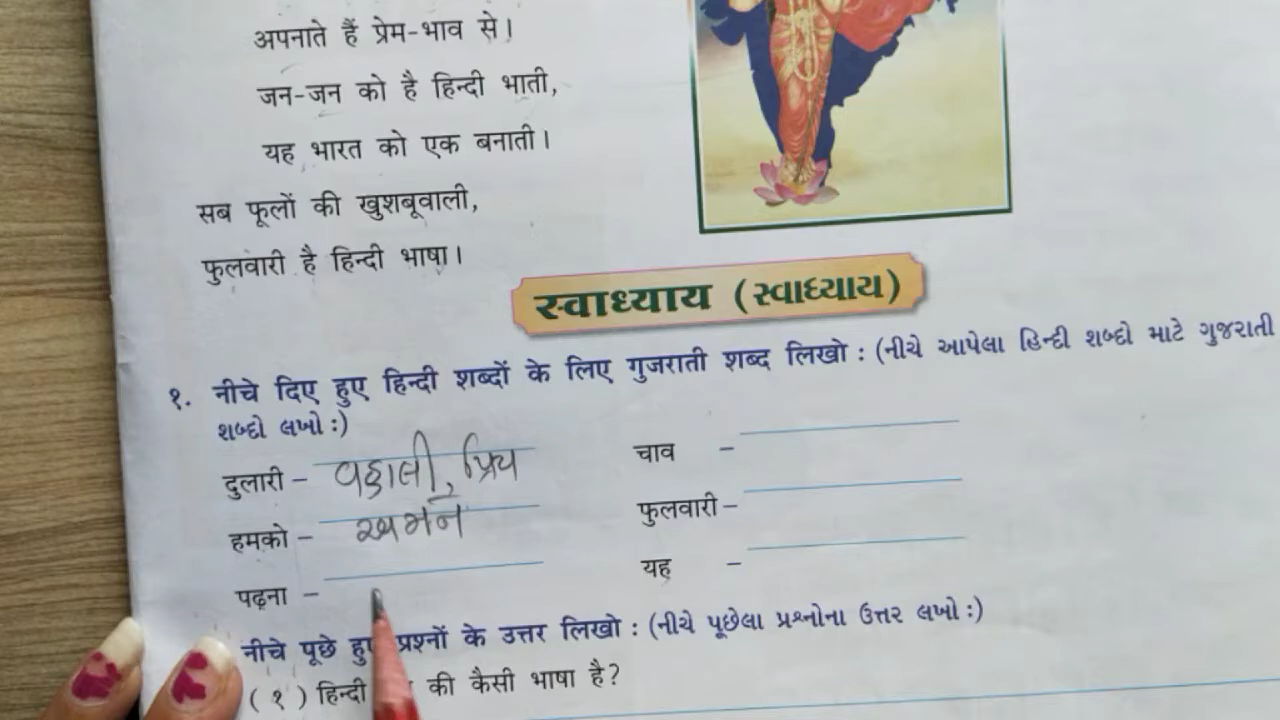 अपनाते हैं प्रेम-भाव से।
जन-जन को है हिन्दी भाती,
यह भारत को एक बनाती।
सब फूलों की खुशबूवाली,
फुलवारी है हिन्दी भाषा।
स्वाध्याय (સ્વાધ્યાય)
१. नीचे दिए हुए हिन्दी शब्दों के लिए गुजराती शब्द लिखो : (નીચે આપેલા હિન્દી શબ્દો માટે ગુજરાતી
શબ્દો લખો :)
दुलारी – વહાલી, પ્રિય
चाव –
हमको – અમને
फुलवारी –
पढ़ना –
यह –
नीचे पूछे हुए प्रश्नों के उत्तर लिखो : (નીચે પૂછેલા પ્રશ્નોના ઉત્તર લખો :)
(१) हिन्दी की कैसी भाषा है?